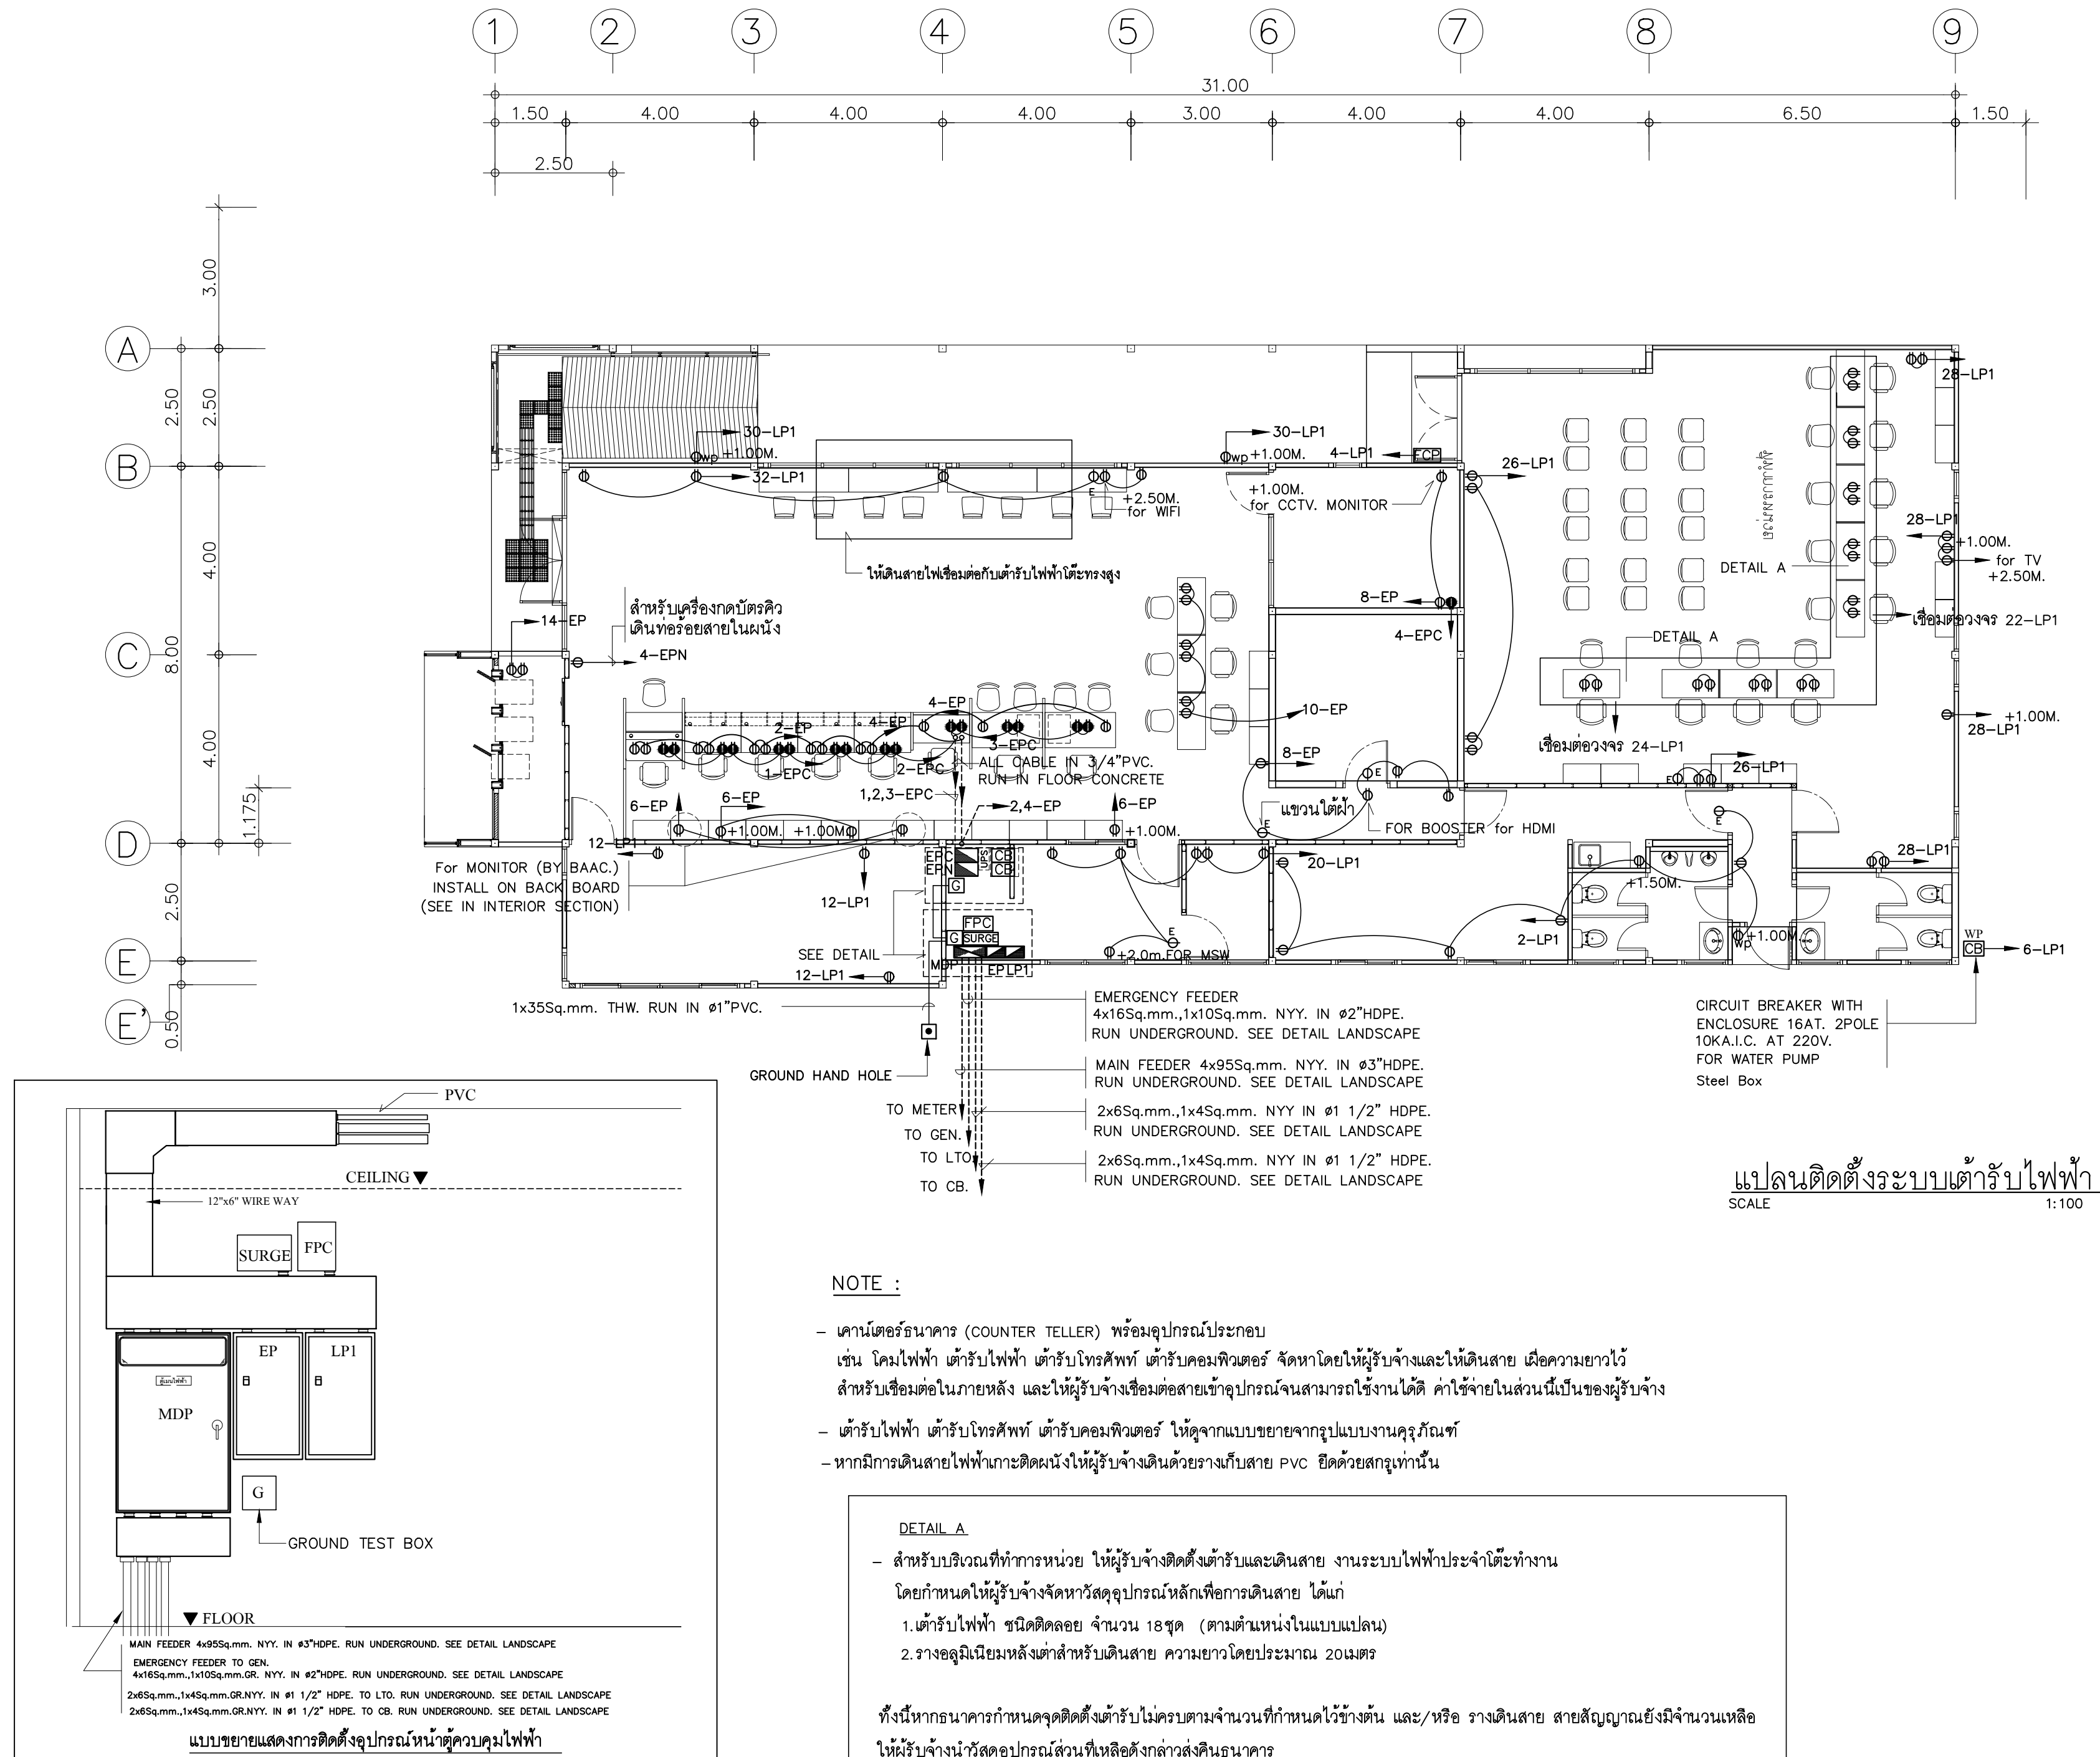 1 2 3 4 5 6 7 8 9
31.00
1.50 4.00 4.00 4.00 3.00 4.00 4.00 6.50 1.50
2.50
3.00
A
2.50 2.50
B
4.00
8.00
C
4.00
1.175
D
2.50
E
0.50
E’
28-LP1
30-LP1
wp +1.00M.
32-LP1
30-LP1
wp +1.00M.
4-LP1
FCP
26-LP1
E
+2.50M.
for WIFI
+1.00M.
for CCTV. MONITOR
28-LP1
+1.00M.
for TV
+2.50M.
DETAIL A
ให้เดินสายไฟเชื่อมต่อกับเต้ารับไฟฟ้าโต๊ะทรงสูง
สำหรับเครื่องกดบัตรคิว
เดินท่อร้อยสายในผนัง
14-EP
4-EPN
8-EP
4-EPC
เชื่อมต่อวงจร 22-LP1
DETAIL A
10-EP
4-EP
4-EP
2-EP
3-EPC
2-EPC
1-EPC
8-EP
ALL CABLE IN 3/4"PVC.
RUN IN FLOOR CONCRETE
1,2,3-EPC
2,4-EP
+1.00M.
28-LP1
เชื่อมต่อวงจร 24-LP1
26-LP1
E
E
E
6-EP
6-EP
6-EP
+1.00M. +1.00M.
+1.00M.
แขวนใต้ฝ้า
E
FOR BOOSTER for HDMI
E
12-LP1
For MONITOR (BY BAAC.)
INSTALL ON BACK BOARD
(SEE IN INTERIOR SECTION)
12-LP1
EPC
EPN
UPS
CB
CB
G
20-LP1
28-LP1
+1.50M.
FPC
G
SURGE
SEE DETAIL
MDP
EP LP1
12-LP1
E
+2.0m.FOR MSW
2-LP1
+1.00M.
wp
WP
CB
6-LP1
1x35Sq.mm. THW. RUN IN ø1"PVC.
GROUND HAND HOLE
EMERGENCY FEEDER
4x16Sq.mm.,1x10Sq.mm. NYY. IN ø2"HDPE.
RUN UNDERGROUND. SEE DETAIL LANDSCAPE
MAIN FEEDER 4x95Sq.mm. NYY. IN ø3"HDPE.
RUN UNDERGROUND. SEE DETAIL LANDSCAPE
TO METER
2x6Sq.mm.,1x4Sq.mm. NYY IN ø1 1/2" HDPE.
RUN UNDERGROUND. SEE DETAIL LANDSCAPE
TO GEN.
TO LTO.
2x6Sq.mm.,1x4Sq.mm. NYY IN ø1 1/2" HDPE.
RUN UNDERGROUND. SEE DETAIL LANDSCAPE
TO CB.
CIRCUIT BREAKER WITH
ENCLOSURE 16AT. 2POLE
10KA.I.C. AT 220V.
FOR WATER PUMP
Steel Box
แปลนติดตั้งระบบเต้ารับไฟฟ้า
SCALE 1:100
PVC
CEILING
12"x6" WIRE WAY
SURGE
FPC
EP
LP1
ตู้เมนไฟฟ้า
MDP
G
GROUND TEST BOX
FLOOR
MAIN FEEDER 4x95Sq.mm. NYY. IN ø3"HDPE. RUN UNDERGROUND. SEE DETAIL LANDSCAPE
EMERGENCY FEEDER TO GEN.
4x16Sq.mm.,1x10Sq.mm.GR. NYY. IN ø2"HDPE. RUN UNDERGROUND. SEE DETAIL LANDSCAPE
2x6Sq.mm.,1x4Sq.mm.GR.NYY. IN ø1 1/2" HDPE. TO LTO. RUN UNDERGROUND. SEE DETAIL LANDSCAPE
2x6Sq.mm.,1x4Sq.mm.GR.NYY. IN ø1 1/2" HDPE. TO CB. RUN UNDERGROUND. SEE DETAIL LANDSCAPE
แบบขยายแสดงการติดตั้งอุปกรณ์หน้าตู้ควบคุมไฟฟ้า
NOTE :
- เคาน์เตอร์ธนาคาร (COUNTER TELLER) พร้อมอุปกรณ์ประกอบ
เช่น โคมไฟฟ้า เต้ารับไฟฟ้า เต้ารับโทรศัพท์ เต้ารับคอมพิวเตอร์ จัดหาโดยให้ผู้รับจ้างและให้เดินสาย เผื่อความยาวไว้
สำหรับเชื่อมต่อในภายหลัง และให้ผู้รับจ้างเชื่อมต่อสายเข้าอุปกรณ์จนสามารถใช้งานได้ดี ค่าใช้จ่ายในส่วนนี้เป็นของผู้รับจ้าง
- เต้ารับไฟฟ้า เต้ารับโทรศัพท์ เต้ารับคอมพิวเตอร์ ให้ดูจากแบบขยายจากรูปแบบงานคุรุภัณฑ์
- หากมีการเดินสายไฟฟ้าเกาะติดผนังให้ผู้รับจ้างเดินด้วยรางเก็บสาย PVC ยึดด้วยสกรูเท่านั้น
DETAIL A
- สำหรับบริเวณที่ทำการหน่วย ให้ผู้รับจ้างติดตั้งเต้ารับและเดินสาย งานระบบไฟฟ้าประจำโต๊ะทำงาน
โดยกำหนดให้ผู้รับจ้างจัดหาวัสดุอุปกรณ์หลักเพื่อการเดินสาย ได้แก่
1.เต้ารับไฟฟ้า ชนิดติดลอย จำนวน 18ชุด (ตามตำแหน่งในแบบแปลน)
2.รางอลูมิเนียมหลังเต่าสำหรับเดินสาย ความยาวโดยประมาณ 20เมตร
ทั้งนี้หากธนาคารกำหนดจุดติดตั้งเต้ารับไม่ครบตามจำนวนที่กำหนดไว้ข้างต้น และ/หรือ รางเดินสาย สายสัญญาณยังมีจำนวนเหลือ
ให้ผู้รับจ้างนำวัสดุอุปกรณ์ส่วนที่เหลือดังกล่าวส่งคืนธนาคาร